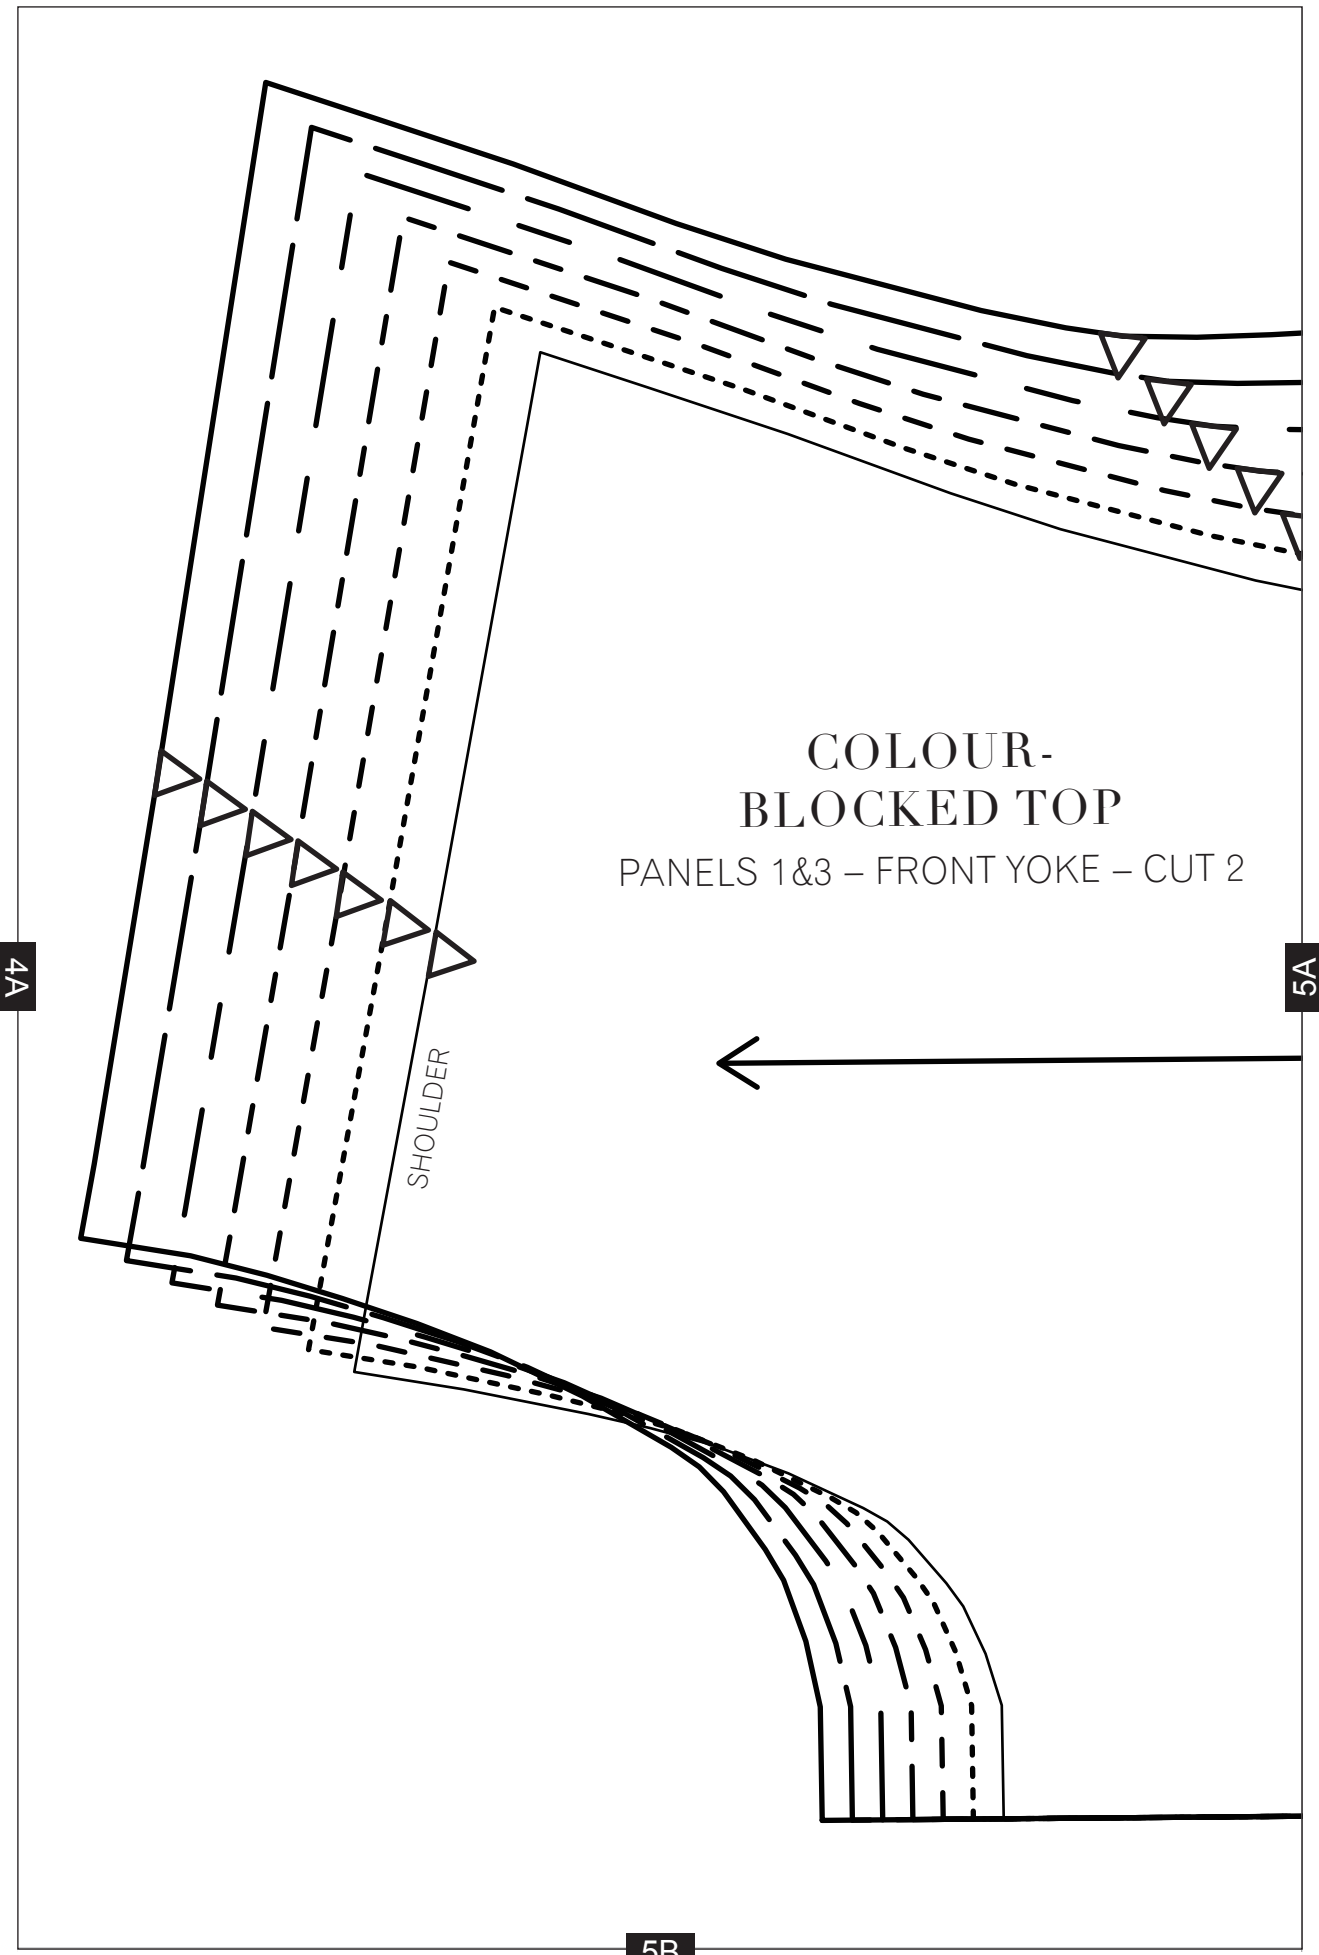 COLOUR-
BLOCKED TOP
PANELS 1&3 – FRONT YOKE – CUT 2
4A
5A
SHOULDER
5B